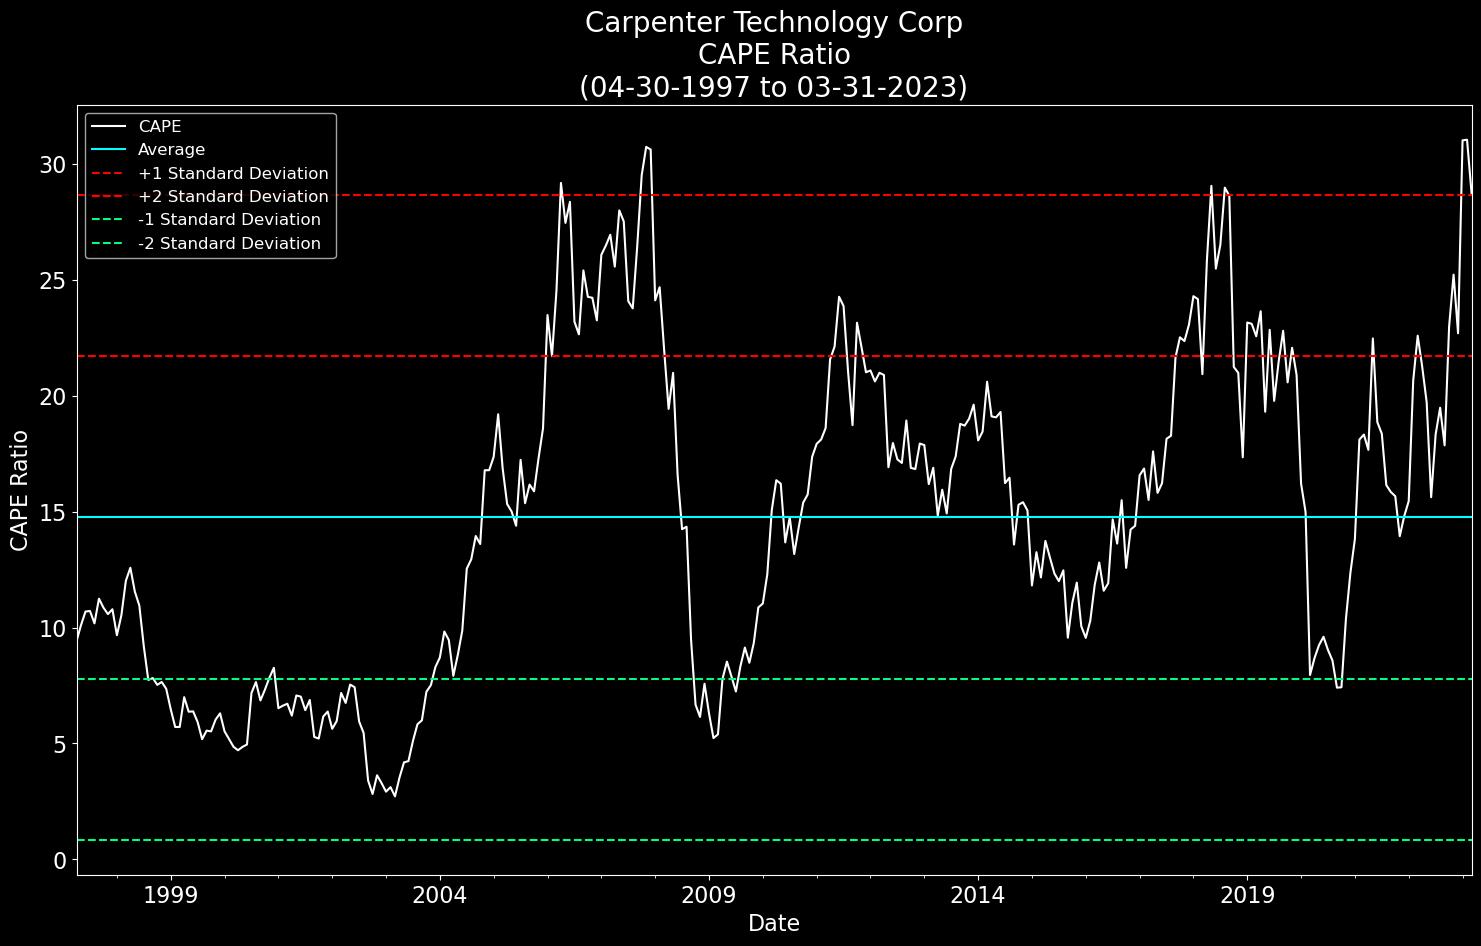 Carpenter Technology Corp
CAPE Ratio
(04-30-1997 to 03-31-2023)
CAPE
Average
+1 Standard Deviation
+2 Standard Deviation
-1 Standard Deviation
-2 Standard Deviation
30
25
20
15
10
5
0
CAPE Ratio
1999 2004 2009 2014 2019
Date